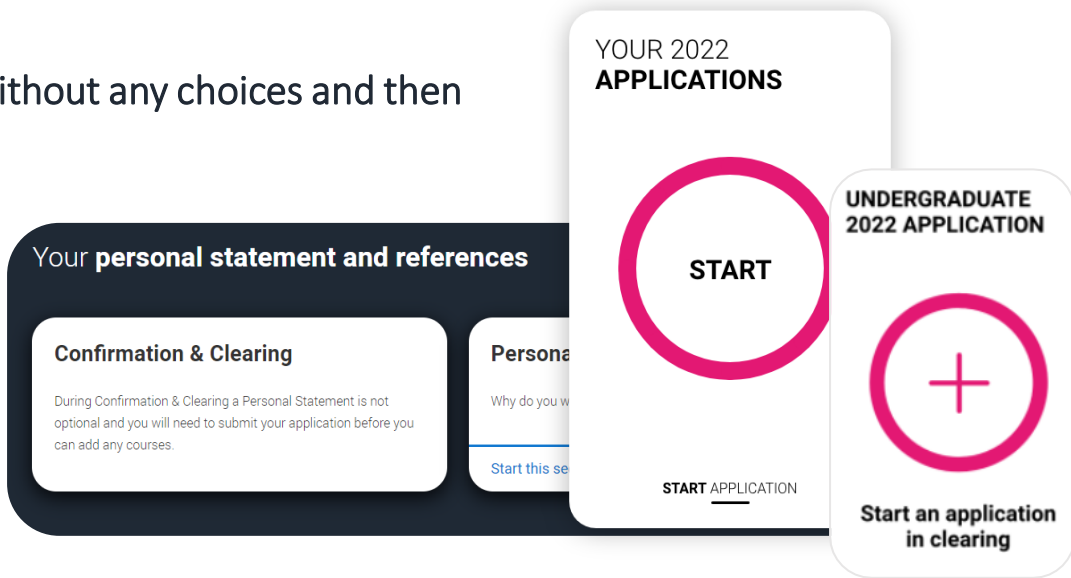 ithout any choices and then
YOUR 2022
APPLICATIONS
START
START APPLICATION
UNDERGRADUATE
2022 APPLICATION
Start an application
in clearing
Your personal statement and references
Confirmation & Clearing
During Confirmation & Clearing a Personal Statement is not
optional and you will need to submit your application before you
can add any courses.
Persona
Why do you w
Start this se